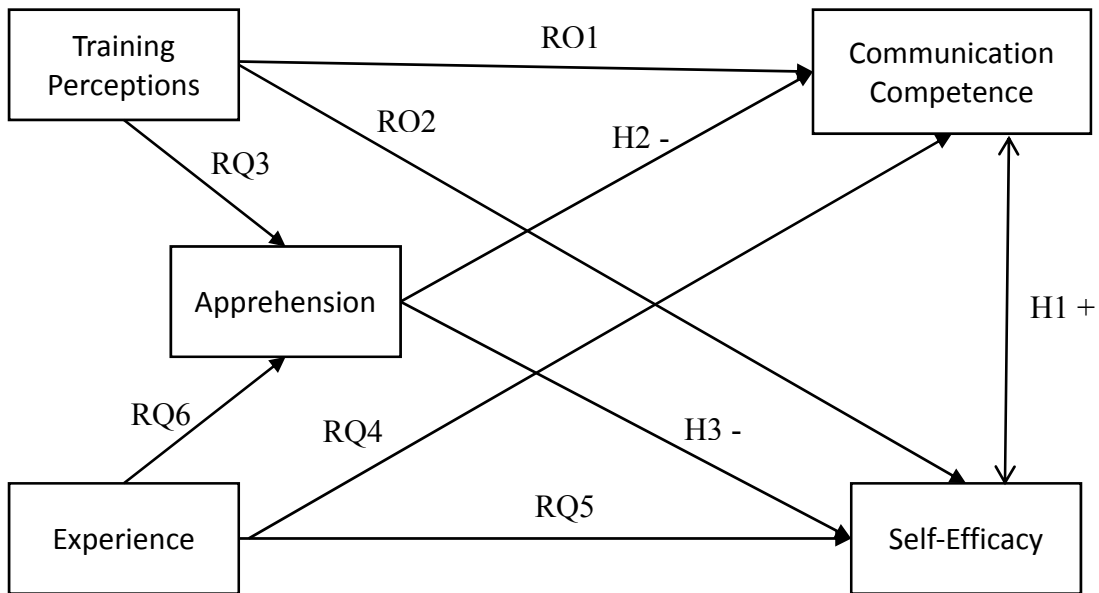 Training
Perceptions
RO1
Communication
Competence
RO2
H2 -
RQ3
Apprehension
H1 +
RQ6
RQ4
H3 -
RQ5
Experience
Self-Efficacy